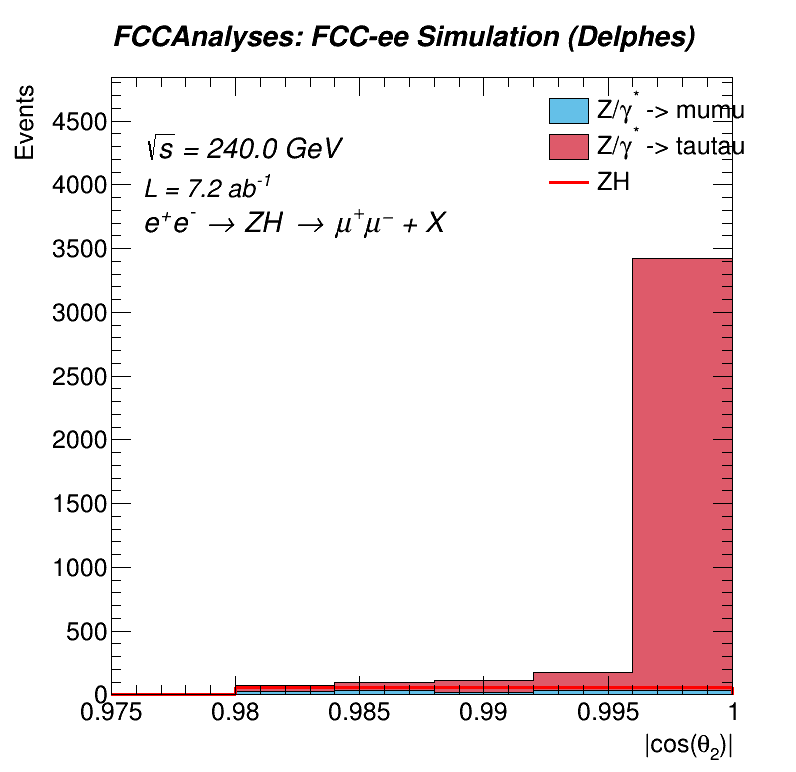 FCCAnalyses: FCC-ee Simulation (Delphes)
Events
4500
4000
3500
3000
2500
2000
1500
1000
500
0
√s = 240.0 GeV
L = 7.2 ab⁻¹
e⁺e⁻ → ZH → μ⁺μ⁻ + X
Z/γ* -> mumu
Z/γ* -> tautau
ZH
0.975 0.98 0.985 0.99 0.995 1
|cos(θ₂)|